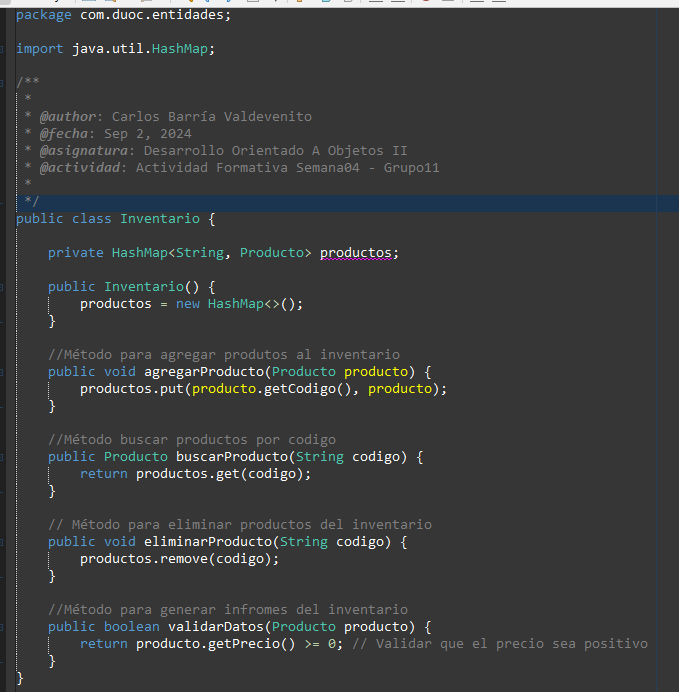 package com.duoc.entidades;
import java.util.HashMap;
/**
 *
 * @author: Carlos Barría Valdevenito
 * @fecha: Sep 2, 2024
 * @asignatura: Desarrollo Orientado A Objetos II
 * @actividad: Actividad Formativa Semana04 - Grupo11
 *
 */
public class Inventario {
    private HashMap<String, Producto> productos;
    public Inventario() {
        productos = new HashMap<>();
    }
    //Método para agregar produtos al inventario
    public void agregarProducto(Producto producto) {
        productos.put(producto.getCodigo(), producto);
    }
    //Método buscar productos por codigo
    public Producto buscarProducto(String codigo) {
        return productos.get(codigo);
    }
    // Método para eliminar productos del inventario
    public void eliminarProducto(String codigo) {
        productos.remove(codigo);
    }
    //Método para generar infromes del inventario
    public boolean validarDatos(Producto producto) {
        return producto.getPrecio() >= 0; // Validar que el precio sea positivo
    }
}